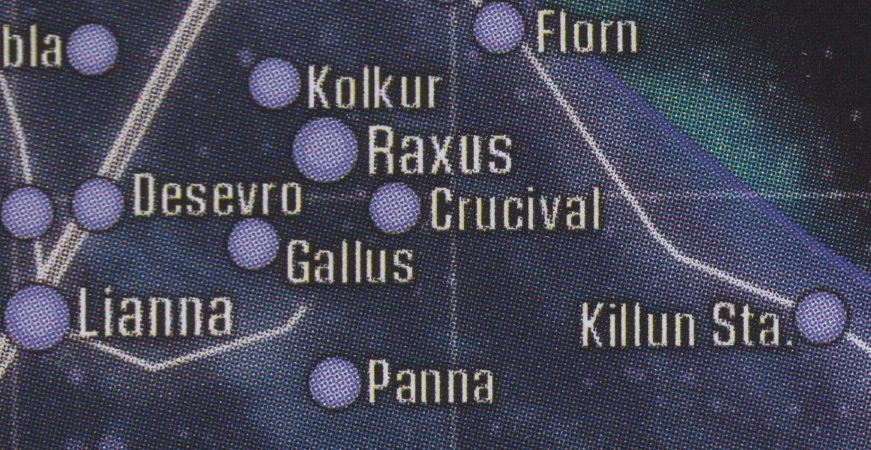 Florn
bla
Kolkur
Raxus
Desevro
Crucival
Gallus
Lianna
Killun Sta.
Panna